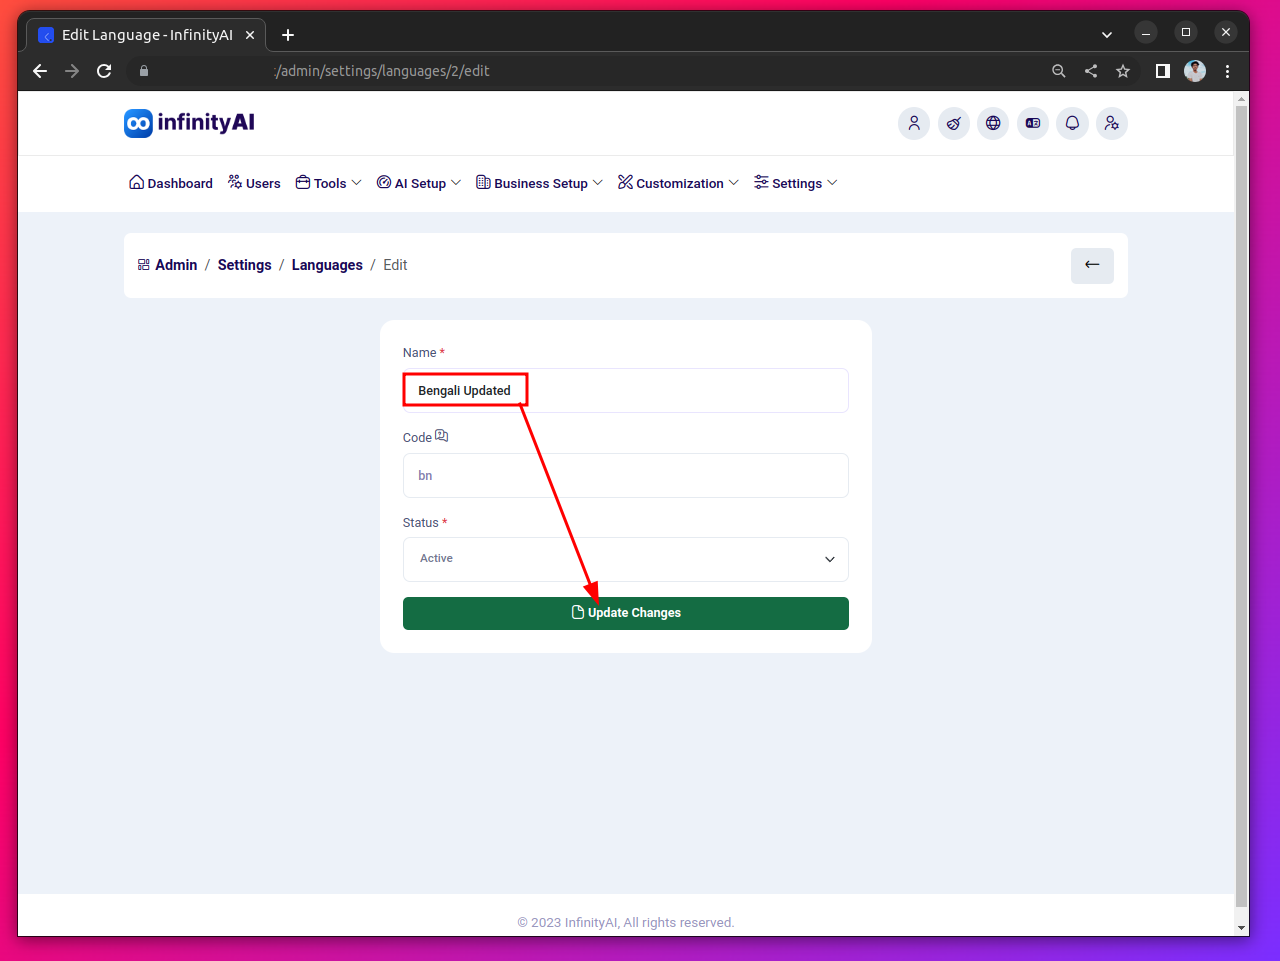 Edit Language - InfinityAI
:/admin/settings/languages/2/edit
infinityAI
Dashboard Users Tools AI Setup Business Setup Customization Settings
Admin / Settings / Languages / Edit
Name *
Bengali Updated
Code
bn
Status *
Active
Update Changes
© 2023 InfinityAI, All rights reserved.